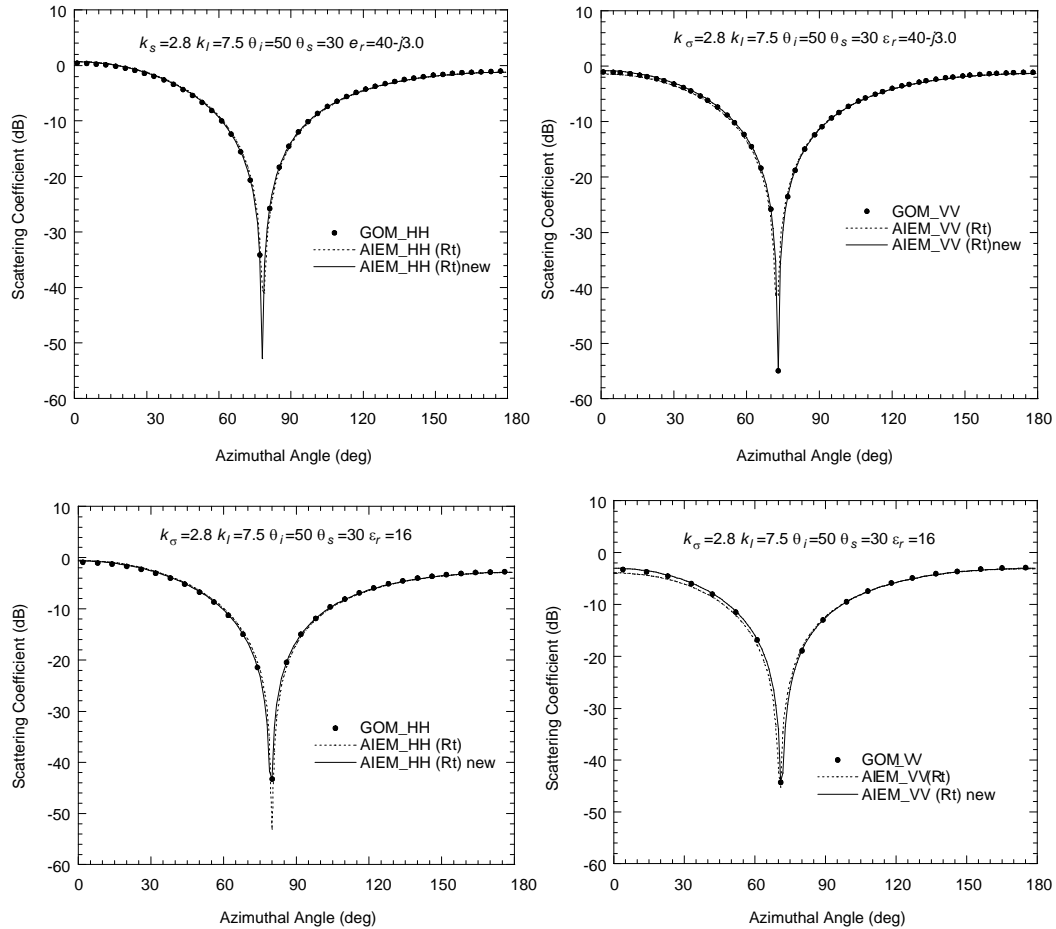 k_s =2.8 k_l =7.5 θ_i =50 θ_s =30 e_r =40-j3.0
10
0
-10
-20
-30
-40
-50
-60
Scattering Coefficient (dB)
GOM_HH
AIEM_HH (Rt)
AIEM_HH (Rt)new
0 30 60 90 120 150 180
Azimuthal Angle (deg)
k_σ =2.8 k_l =7.5 θ_i =50 θ_s =30 ε_r =40-j3.0
10
0
-10
-20
-30
-40
-50
-60
Scatering Coefficient (dB)
GOM_VV
AIEM_VV (Rt)
AIEM_VV (Rt)new
0 30 60 90 120 150 180
Azimuthal Angle (deg)
k_σ =2.8 k_l =7.5 θ_i =50 θ_s =30 ε_r =16
10
0
-10
-20
-30
-40
-50
-60
Scattering Coefficient (dB)
GOM_HH
AIEM_HH (Rt)
AIEM_HH (Rt) new
0 30 60 90 120 150 180
Azimuthal Angle (deg)
k_σ =2.8 k_l =7.5 θ_i =50 θ_s =30 ε_r =16
10
0
-10
-20
-30
-40
-50
-60
Scattering Coefficient (dB)
GOM_VV
AIEM_VV(Rt)
AIEM_VV (Rt) new
0 30 60 90 120 150 180
Azimuthal Angle (deg)